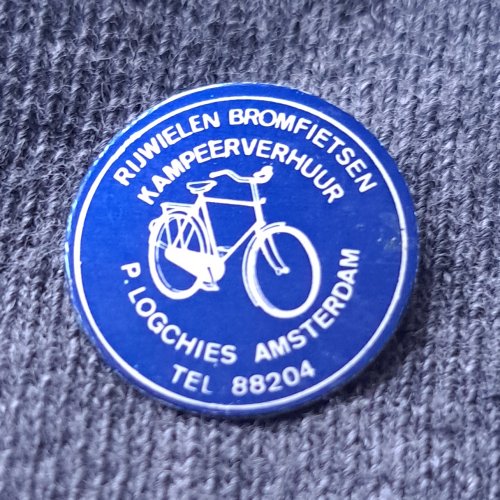 RIJWIELEN BROMFIETSEN
KAMPEERVERHUUR
P. LOGCHIES AMSTERDAM
TEL 88204